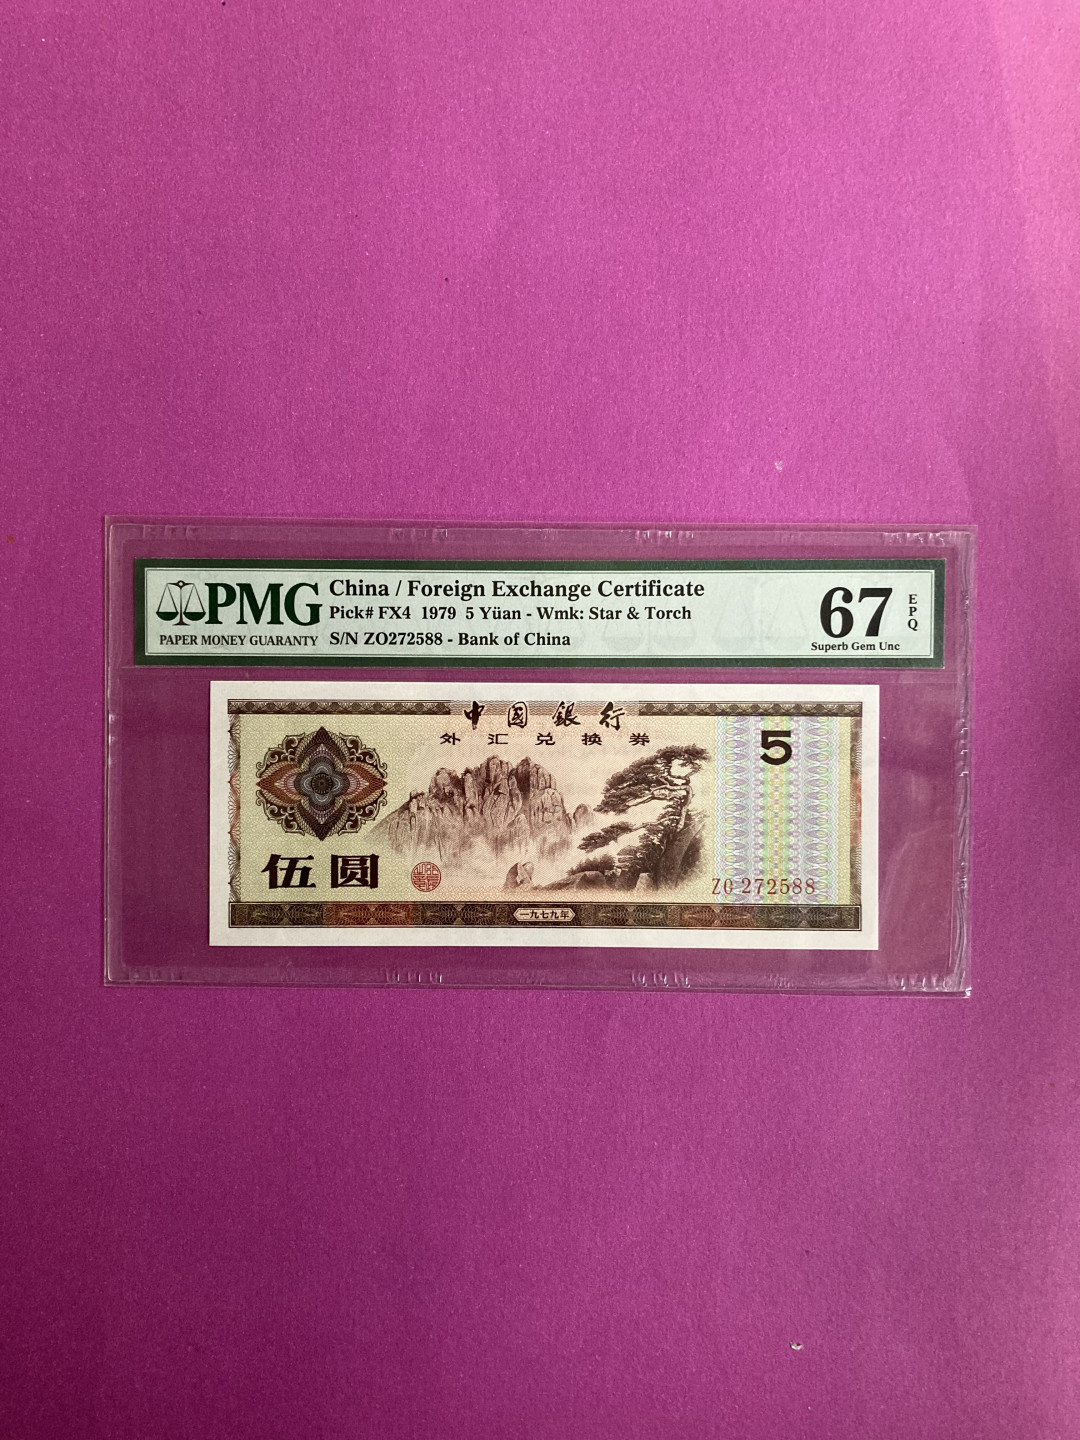 PMG
PAPER MONEY GUARANTY
China / Foreign Exchange Certificate
Pick# FX4 1979 5 Yüan - Wmk: Star & Torch
S/N ZO272588 - Bank of China
67
EPQ
Superb Gem Unc
中國銀行
外汇兑换券
5
伍圆
ZO 272588
一九七九年